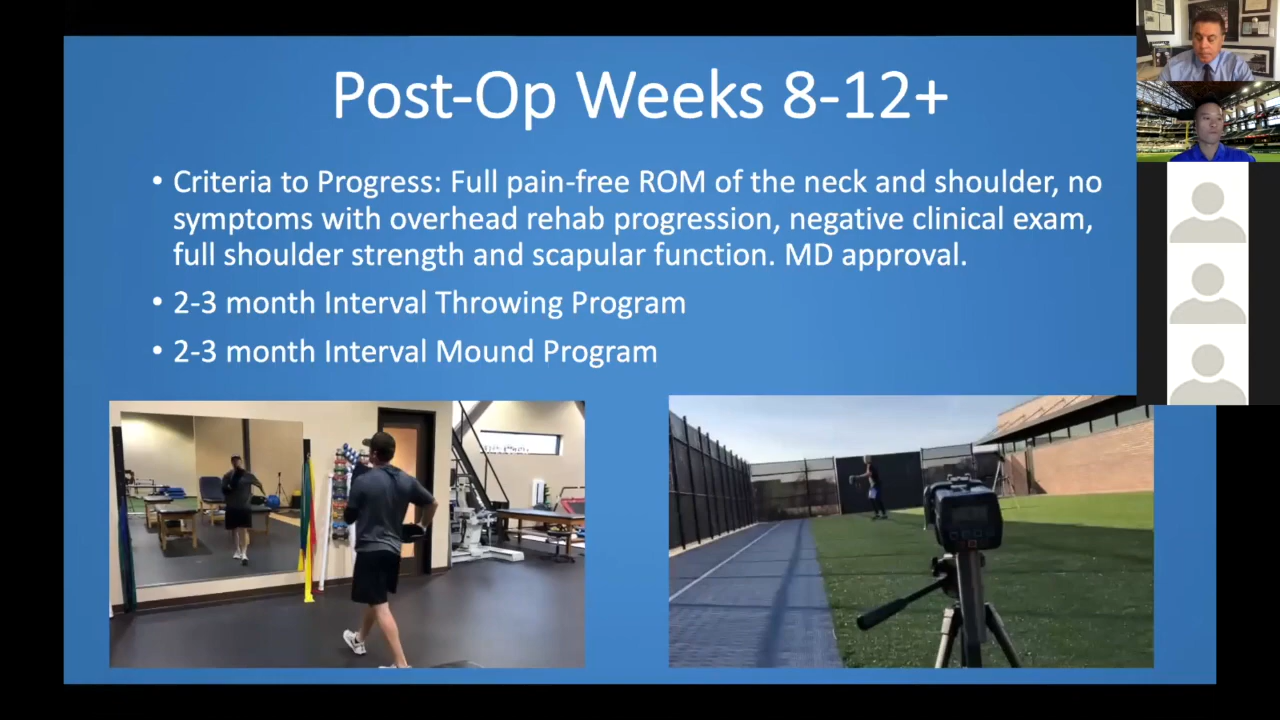 Post-Op Weeks 8-12+
• Criteria to Progress: Full pain-free ROM of the neck and shoulder, no
symptoms with overhead rehab progression, negative clinical exam,
full shoulder strength and scapular function. MD approval.
• 2-3 month Interval Throwing Program
• 2-3 month Interval Mound Program